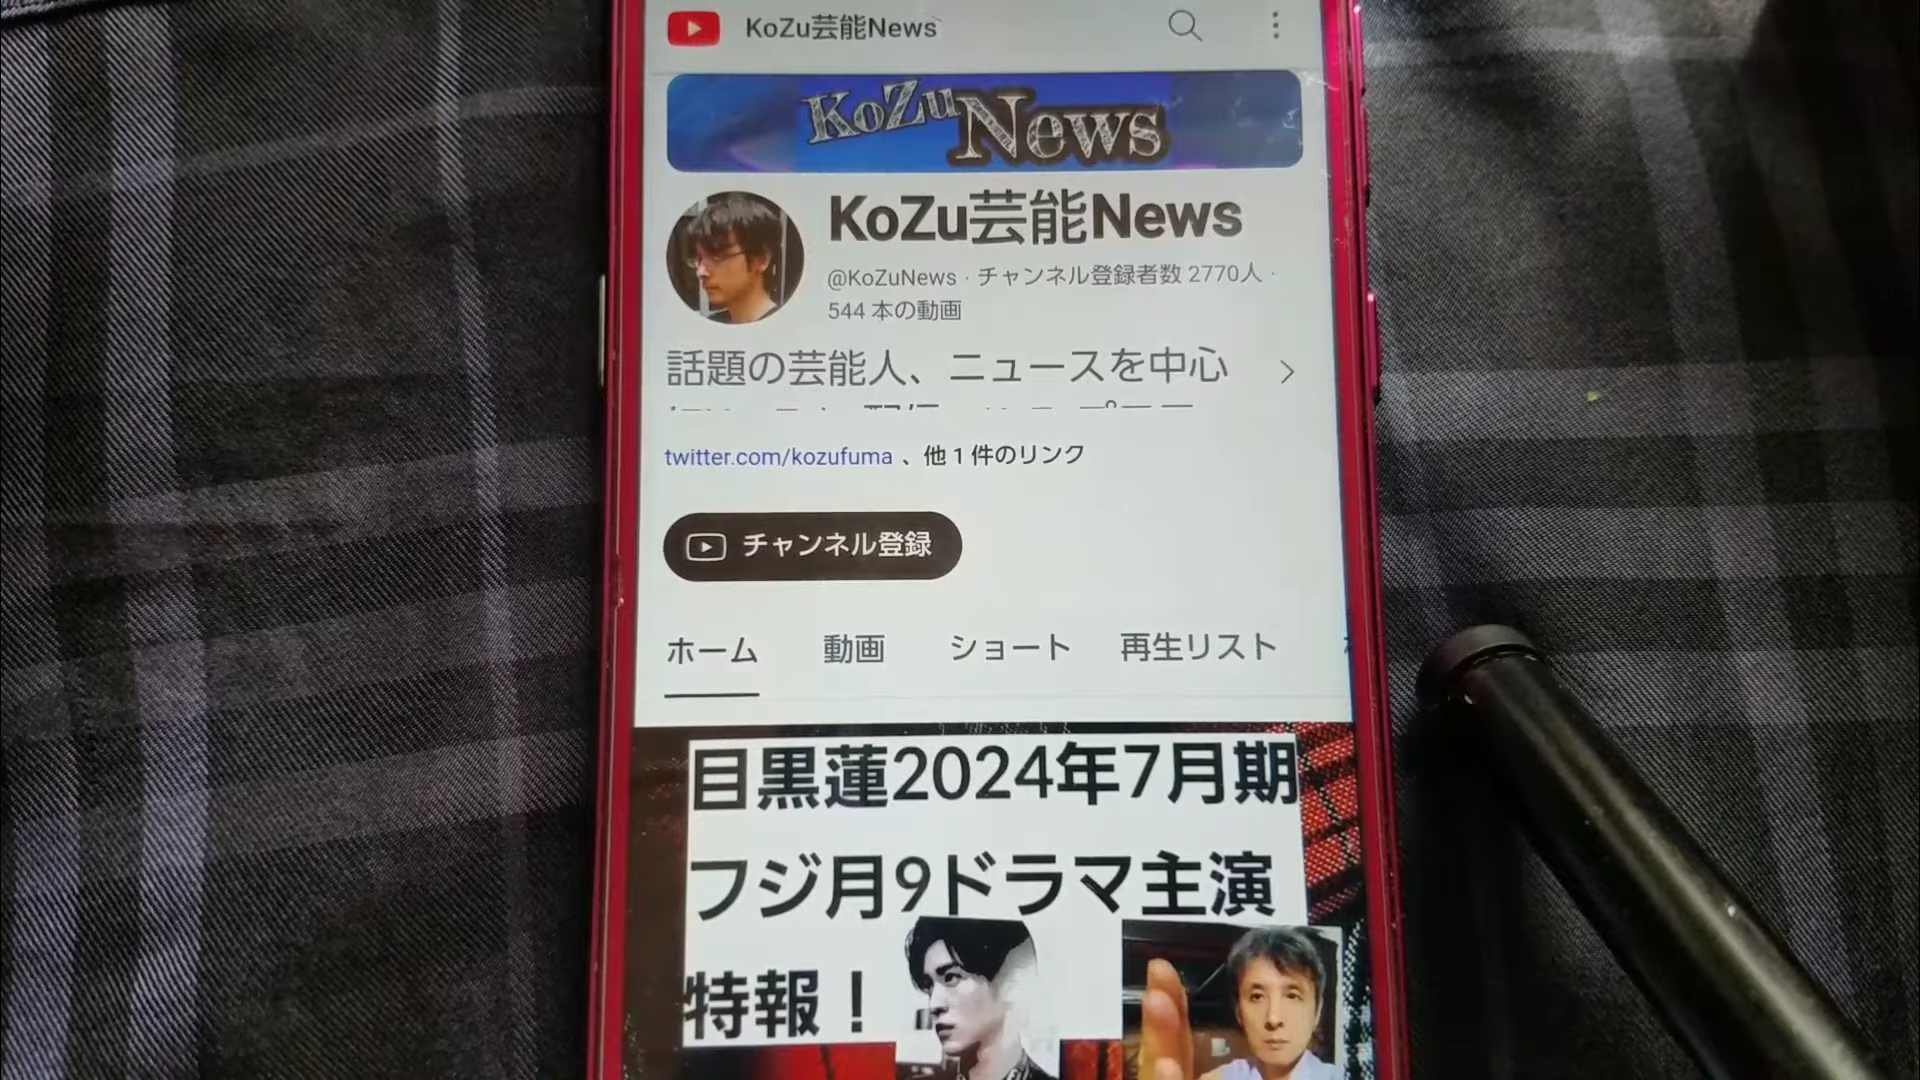 KoZu芸能News
KoZu News
KoZu芸能News
@KoZuNews · チャンネル登録者数 2770人 ·
544 本の動画
話題の芸能人、ニュースを中心
twitter.com/kozufuma 、他 1 件のリンク
チャンネル登録
ホーム 動画 ショート 再生リスト
目黒蓮2024年7月期
フジ月9ドラマ主演
特報！